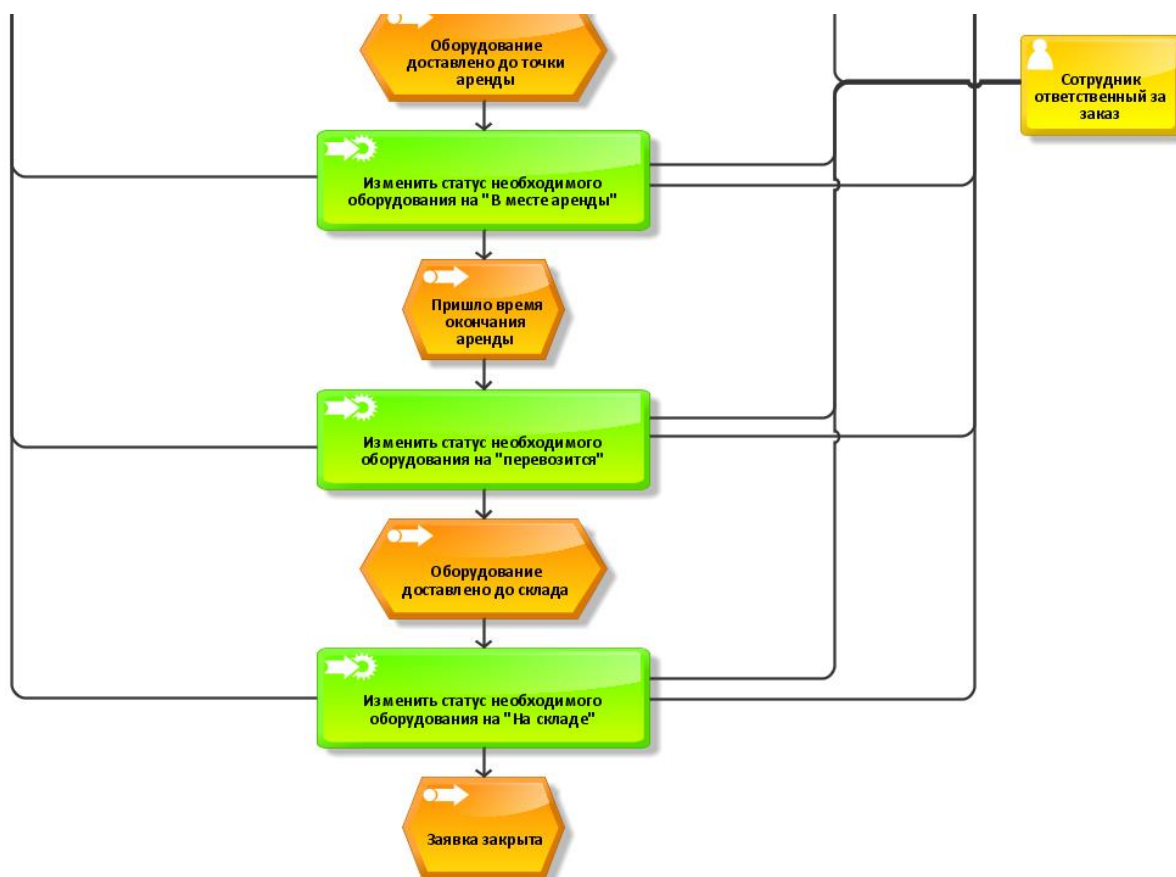 Оборудование
доставлено до точки
аренды
Сотрудник
ответственный за
заказ
Изменить статус необходимого
оборудования на "В месте аренды"
Пришло время
окончания
аренды
Изменить статус необходимого
оборудования на "перевозится"
Оборудование
доставлено до склада
Изменить статус необходимого
оборудования на "На складе"
Заявка закрыта